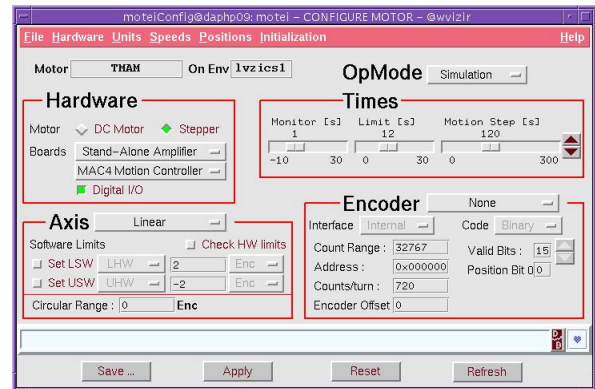 moteiConfig@daphp09: motei – CONFIGURE MOTOR – @wvlzir
File Hardware Units Speeds Positions Initialization Help
Motor THAM On Env lvzics1 OpMode Simulation
Hardware
Motor DC Motor Stepper
Boards Stand-Alone Amplifier
MAC4 Motion Controller
Digital I/O
Times
Monitor [s] Limit [s] Motion Step [s]
1 12 120
-10 30 0 30 0 300
Axis Linear
Software Limits Check HW limits
Set LSW LHW 2 Enc
Set USW UHW -2 Enc
Circular Range : 0 Enc
Encoder None
Interface Internal Code Binary
Count Range : 32767 Valid Bits : 15
Address : 0x000000 Position Bit 0 0
Counts/turn : 720
Encoder Offset 0
Save ... Apply Reset Refresh